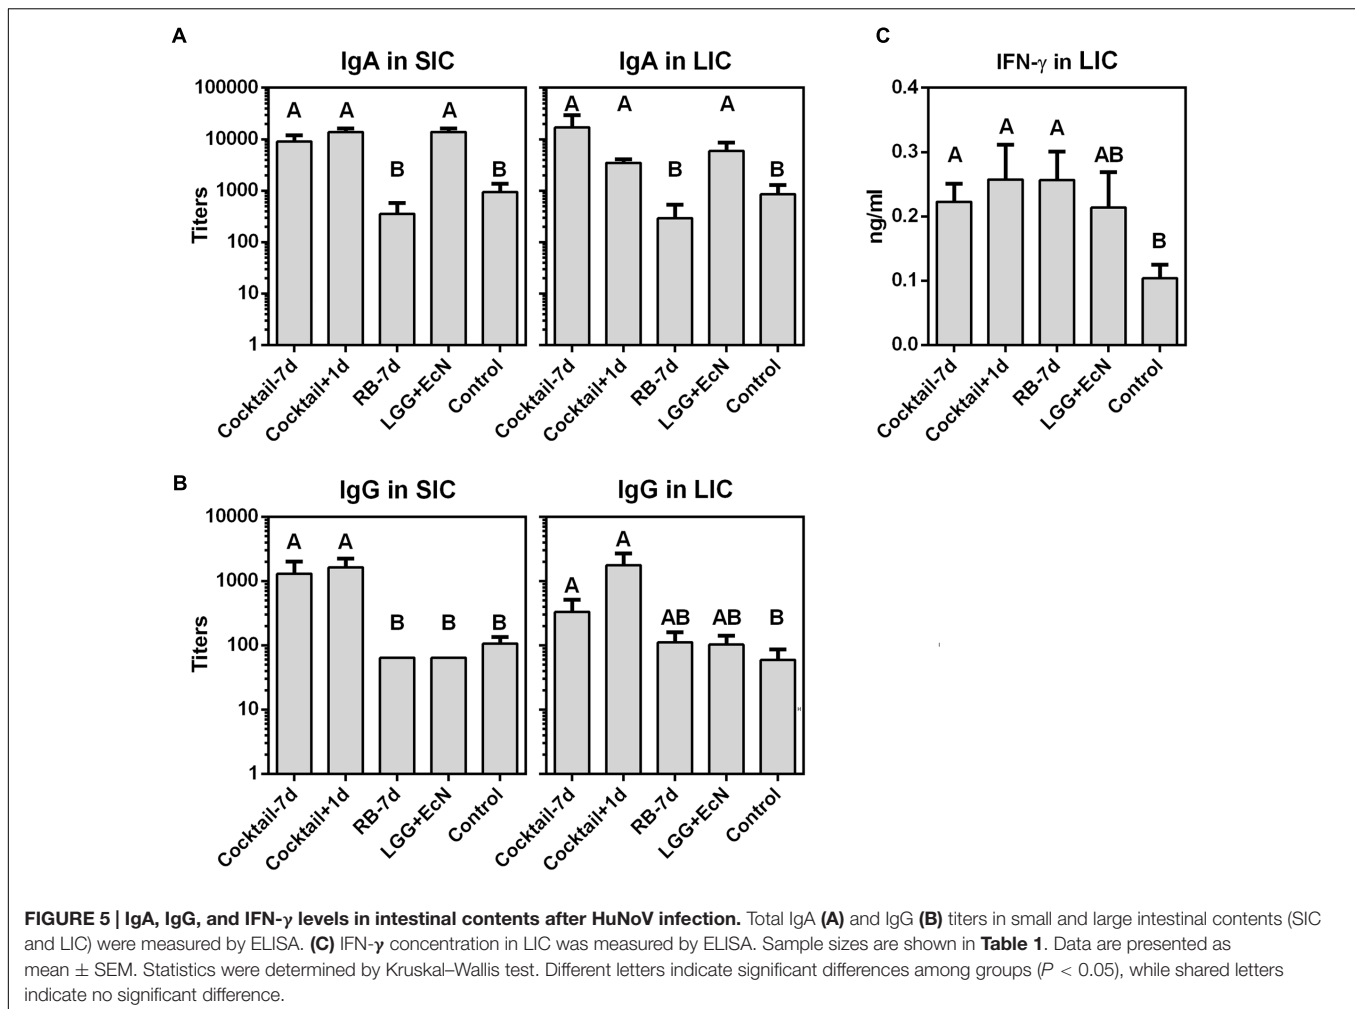 A
IgA in SIC
IgA in LIC
100000
10000
1000
100
10
1
Titers
A
A
B
A
B
A
A
B
A
B
Cocktail-7d
Cocktail+1d
RB-7d
LGG+EcN
Control
Cocktail-7d
Cocktail+1d
RB-7d
LGG+EcN
Control
C
IFN-γ in LIC
0.4
0.3
0.2
0.1
0.0
ng/ml
A
A
A
AB
B
Cocktail-7d
Cocktail+1d
RB-7d
LGG+EcN
Control
B
IgG in SIC
IgG in LIC
10000
1000
100
10
1
Titers
A
A
B
B
B
A
A
AB
AB
B
Cocktail-7d
Cocktail+1d
RB-7d
LGG+EcN
Control
Cocktail-7d
Cocktail+1d
RB-7d
LGG+EcN
Control
FIGURE 5 | IgA, IgG, and IFN-γ levels in intestinal contents after HuNoV infection. Total IgA (A) and IgG (B) titers in small and large intestinal contents (SIC
and LIC) were measured by ELISA. (C) IFN-γ concentration in LIC was measured by ELISA. Sample sizes are shown in Table 1. Data are presented as
mean ± SEM. Statistics were determined by Kruskal–Wallis test. Different letters indicate significant differences among groups (P < 0.05), while shared letters
indicate no significant difference.